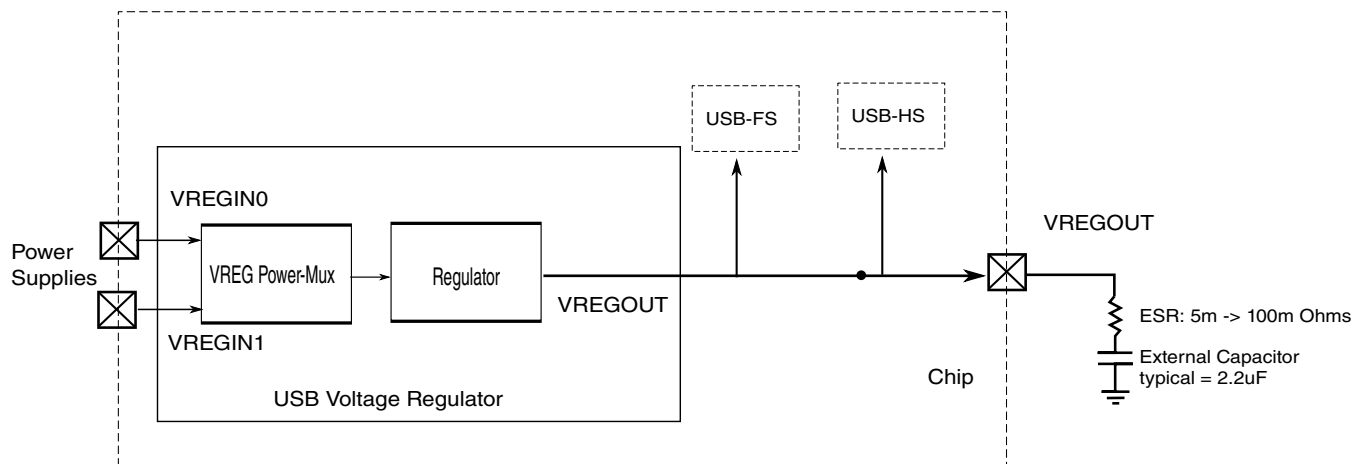 USB-FS
USB-HS
VREGIN0
VREGOUT
Power
Supplies
VREG Power-Mux
Regulator
VREGOUT
ESR: 5m -> 100m Ohms
VREGIN1
External Capacitor
typical = 2.2uF
Chip
USB Voltage Regulator